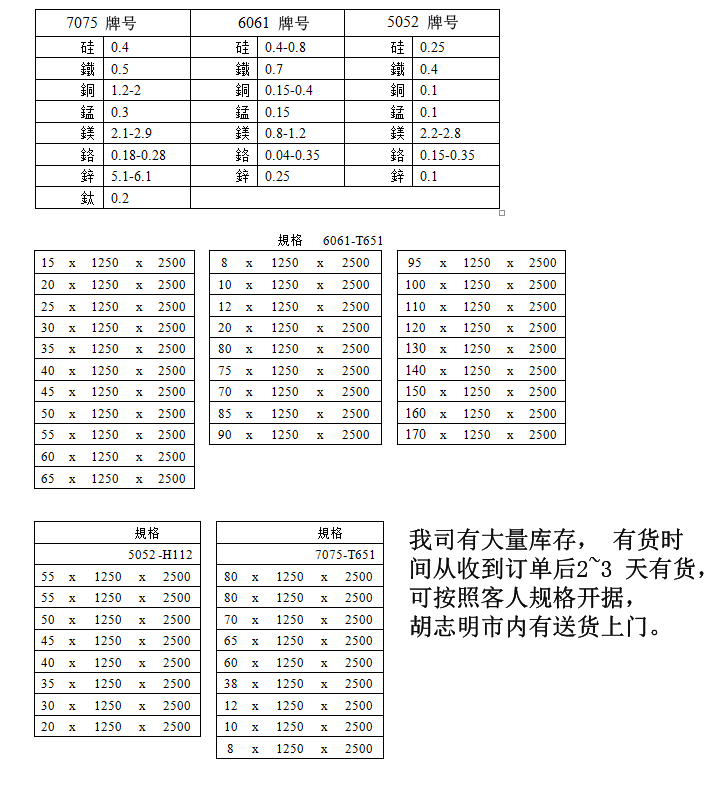 7075 牌号 6061 牌号 5052 牌号
硅 0.4 硅 0.4-0.8 硅 0.25
鐵 0.5 鐵 0.7 鐵 0.4
銅 1.2-2 銅 0.15-0.4 銅 0.1
錳 0.3 錳 0.15 錳 0.1
鎂 2.1-2.9 鎂 0.8-1.2 鎂 2.2-2.8
鉻 0.18-0.28 鉻 0.04-0.35 鉻 0.15-0.35
鋅 5.1-6.1 鋅 0.25 鋅 0.1
鈦 0.2
規格 6061-T651
15 x 1250 x 2500 8 x 1250 x 2500 95 x 1250 x 2500
20 x 1250 x 2500 10 x 1250 x 2500 100 x 1250 x 2500
25 x 1250 x 2500 12 x 1250 x 2500 110 x 1250 x 2500
30 x 1250 x 2500 20 x 1250 x 2500 120 x 1250 x 2500
35 x 1250 x 2500 80 x 1250 x 2500 130 x 1250 x 2500
40 x 1250 x 2500 75 x 1250 x 2500 140 x 1250 x 2500
45 x 1250 x 2500 70 x 1250 x 2500 150 x 1250 x 2500
50 x 1250 x 2500 85 x 1250 x 2500 160 x 1250 x 2500
55 x 1250 x 2500 90 x 1250 x 2500 170 x 1250 x 2500
60 x 1250 x 2500
65 x 1250 x 2500
規格 規格
5052 -H112 7075-T651
55 x 1250 x 2500 80 x 1250 x 2500
55 x 1250 x 2500 80 x 1250 x 2500
50 x 1250 x 2500 70 x 1250 x 2500
45 x 1250 x 2500 65 x 1250 x 2500
40 x 1250 x 2500 60 x 1250 x 2500
35 x 1250 x 2500 38 x 1250 x 2500
30 x 1250 x 2500 12 x 1250 x 2500
20 x 1250 x 2500 10 x 1250 x 2500
8 x 1250 x 2500
我司有大量库存， 有货时
间从收到订单后2~3 天有货，
可按照客人规格开据，
胡志明市内有送货上门。